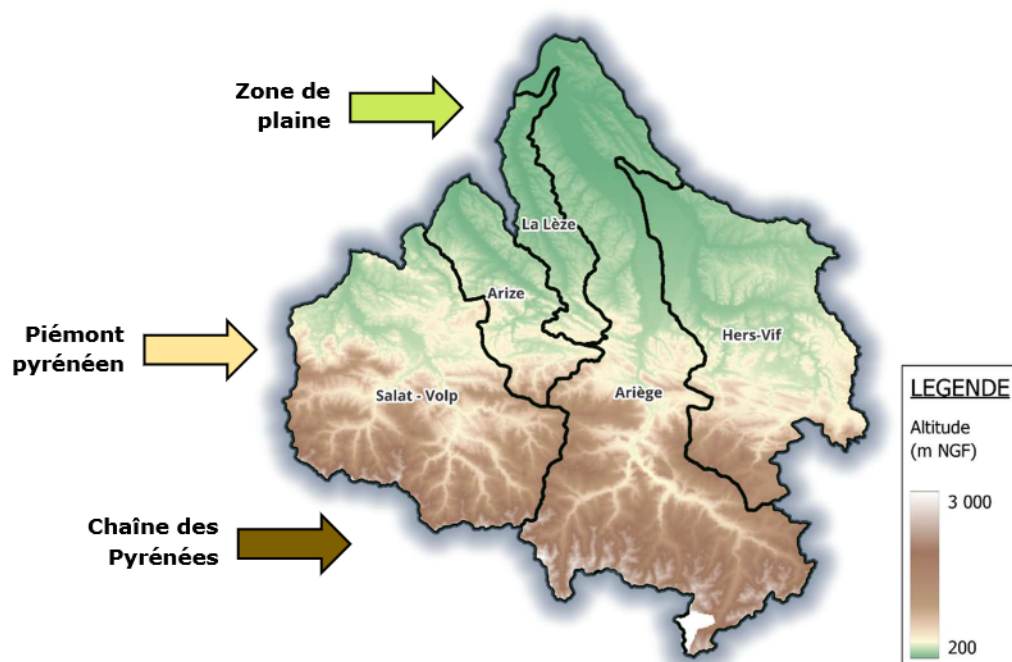 Zone de
plaine
La Lèze
Arize
Piémont
pyrénéen
Hers-Vif
Salat - Volp
Ariège
LEGENDE
Altitude
(m NGF)
3 000
200
Chaîne des
Pyrénées